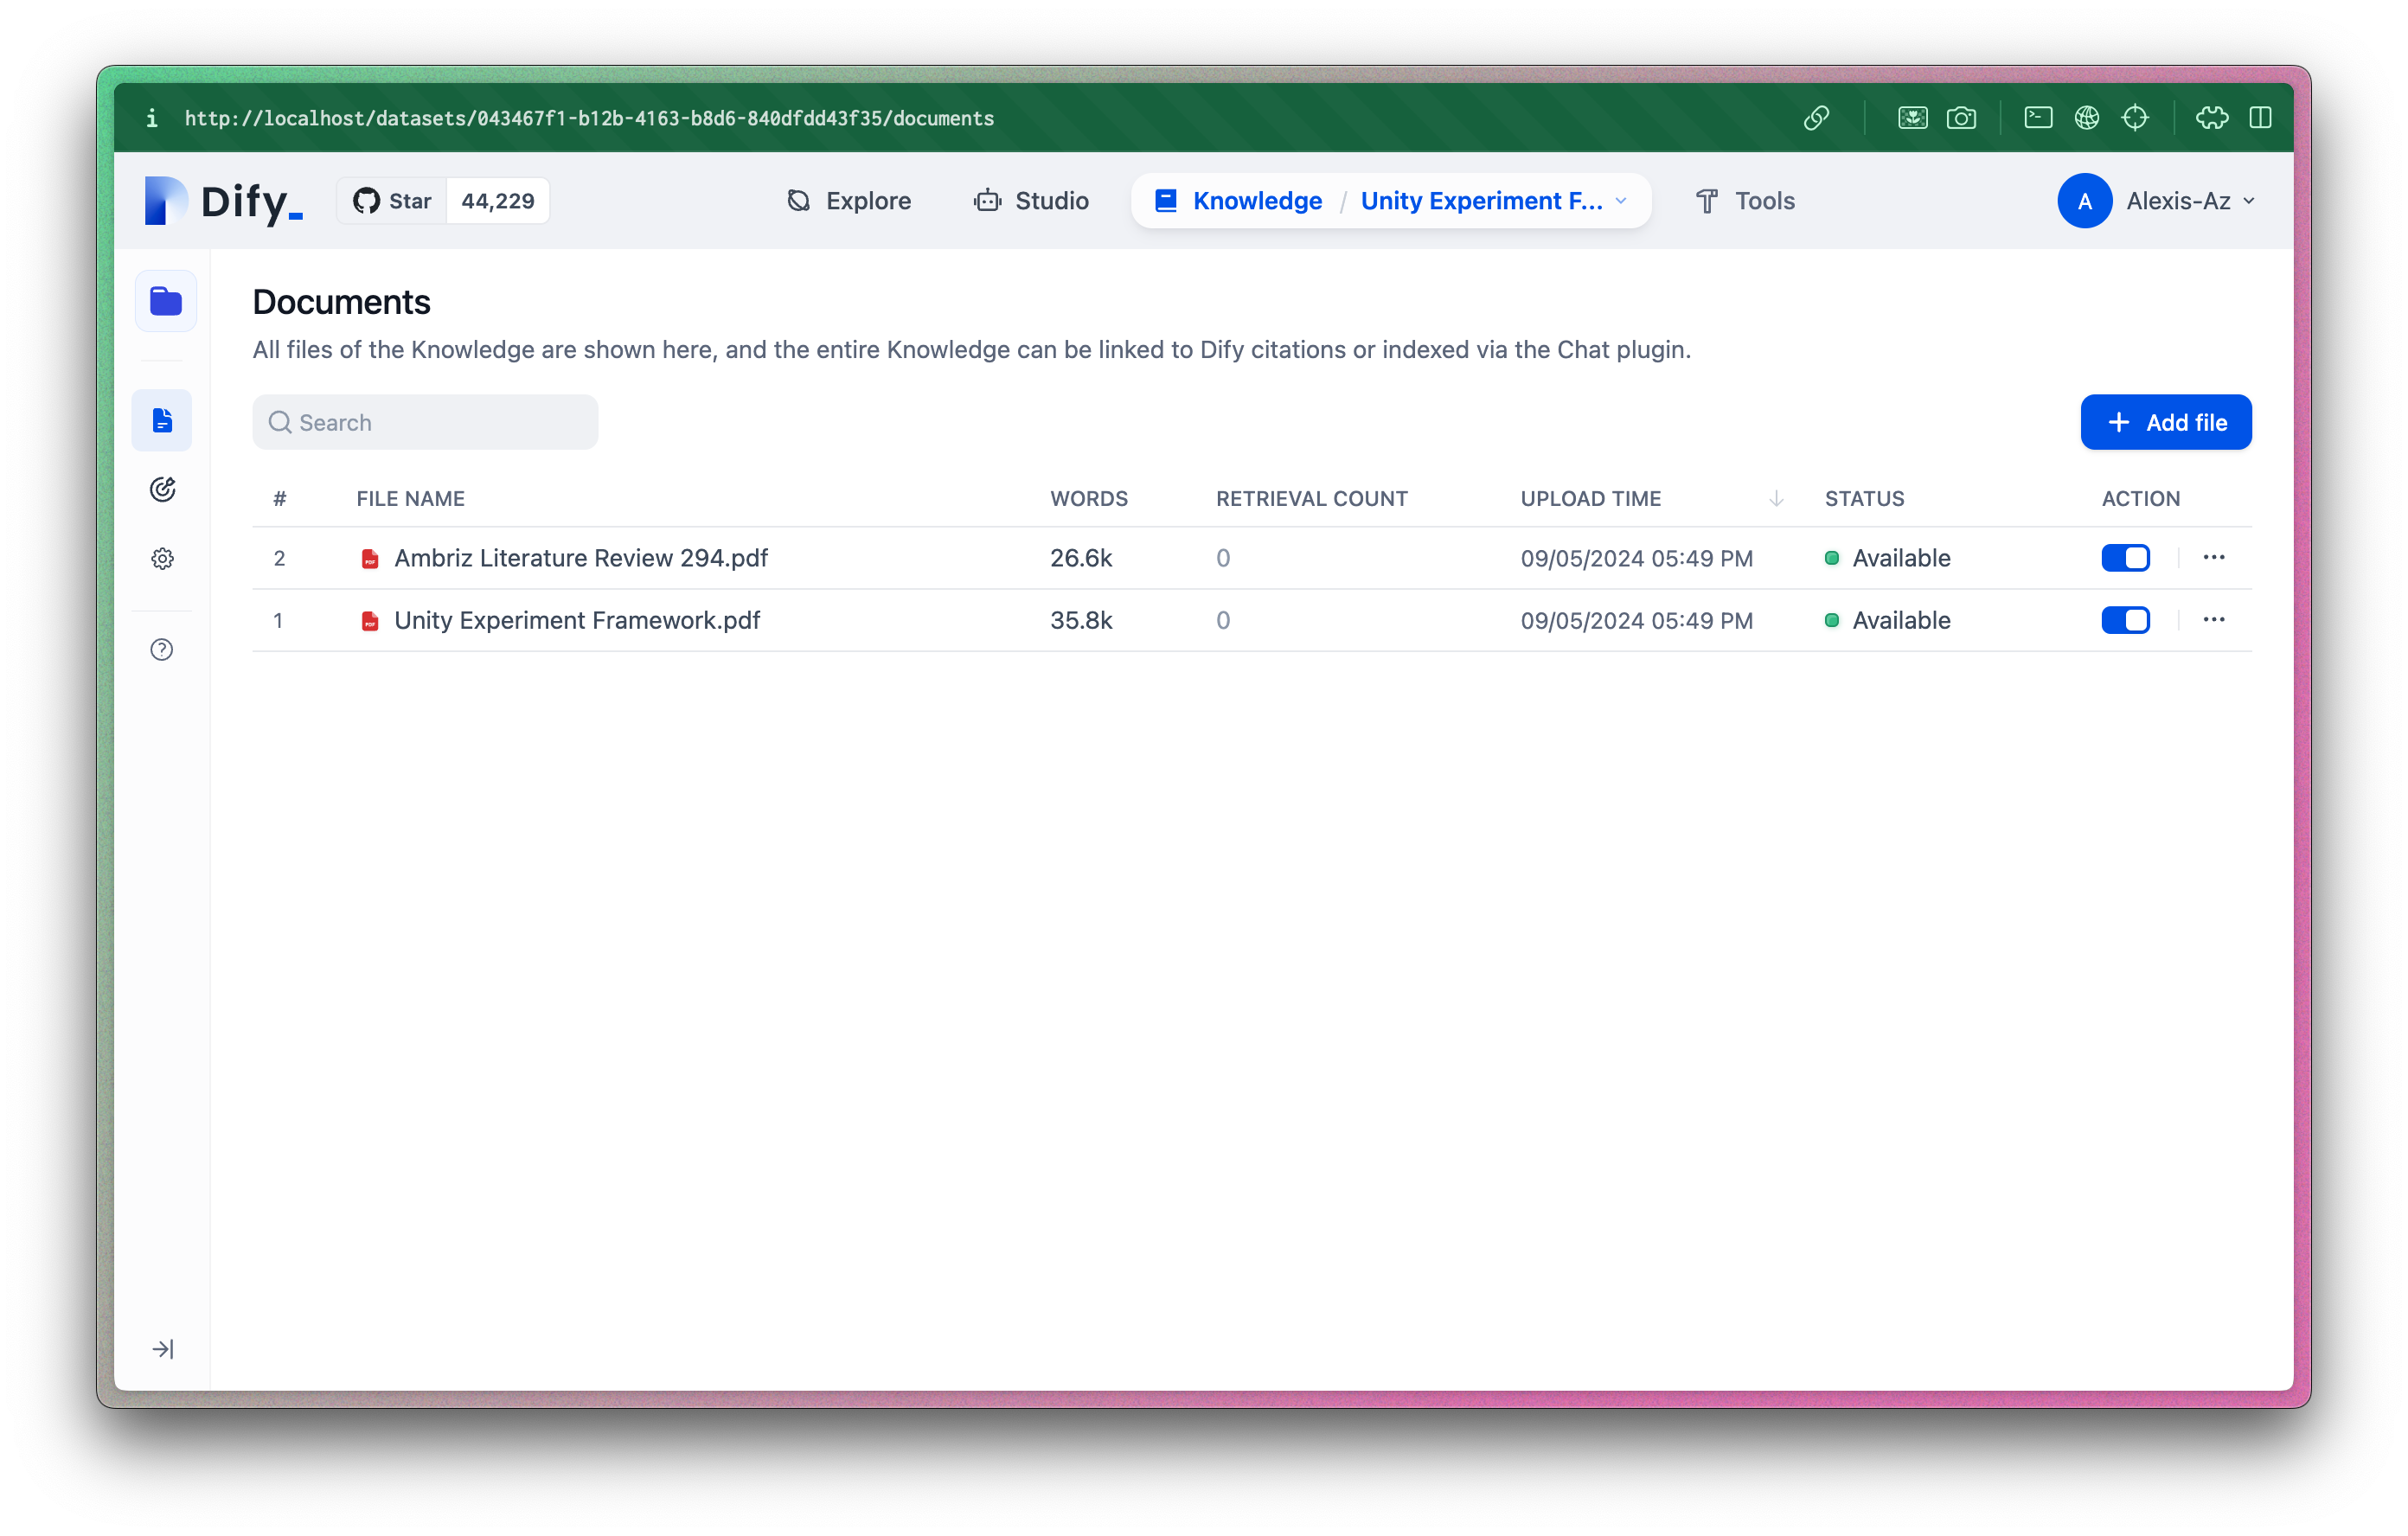 http://localhost/datasets/043467f1-b12b-4163-b8d6-840dfdd43f35/documents
Dify_ Star 44,229 Explore Studio Knowledge / Unity Experiment F... Tools A Alexis-Az
Documents
All files of the Knowledge are shown here, and the entire Knowledge can be linked to Dify citations or indexed via the Chat plugin.
Search + Add file
# FILE NAME WORDS RETRIEVAL COUNT UPLOAD TIME STATUS ACTION
2 Ambriz Literature Review 294.pdf 26.6k 0 09/05/2024 05:49 PM Available
1 Unity Experiment Framework.pdf 35.8k 0 09/05/2024 05:49 PM Available